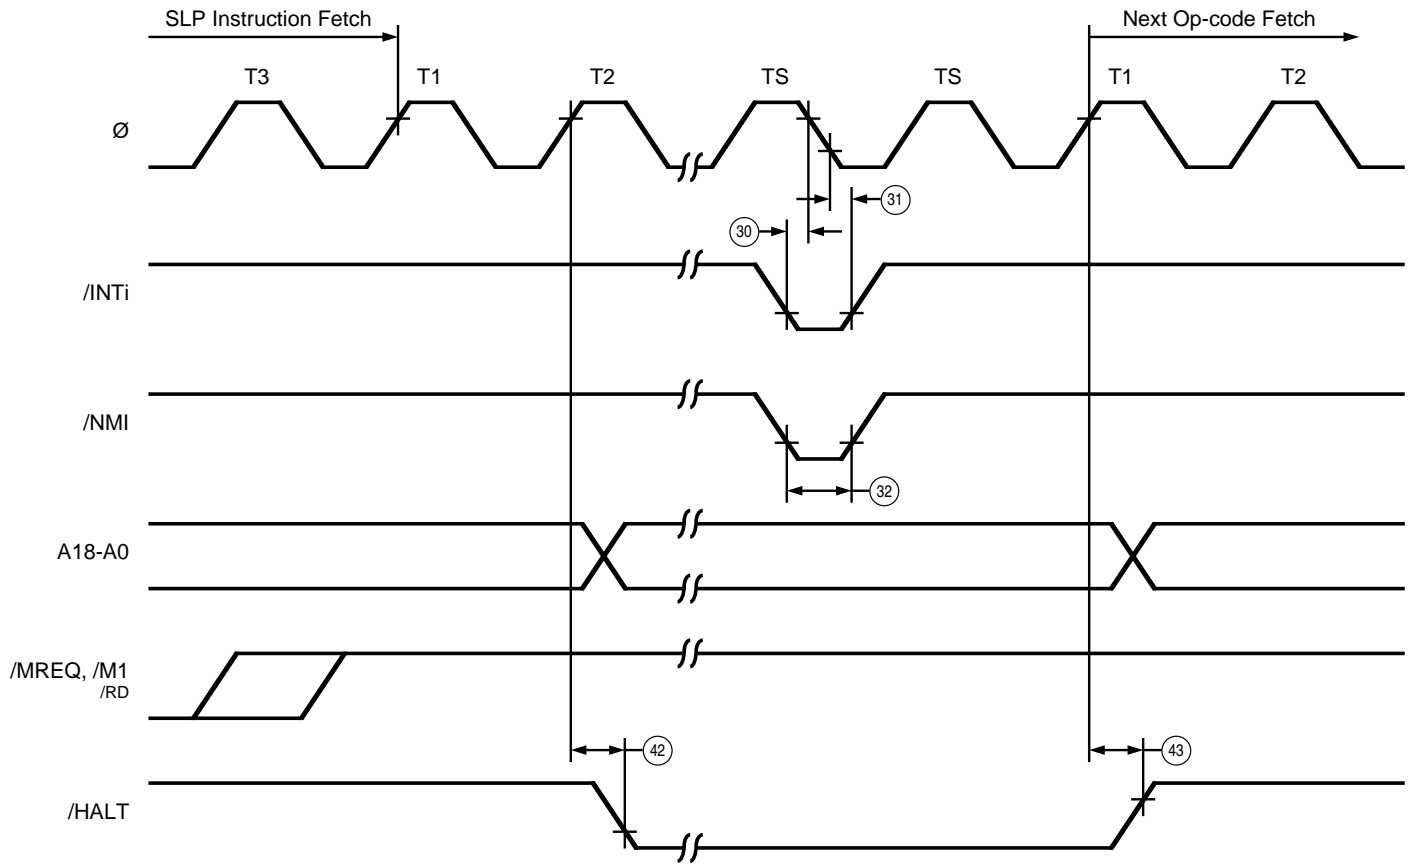 SLP Instruction Fetch
Next Op-code Fetch
T3 T1 T2 TS TS T1 T2
Ø
31
30
/INTi
/NMI
32
A18-A0
/MREQ, /M1
/RD
42
43
/HALT